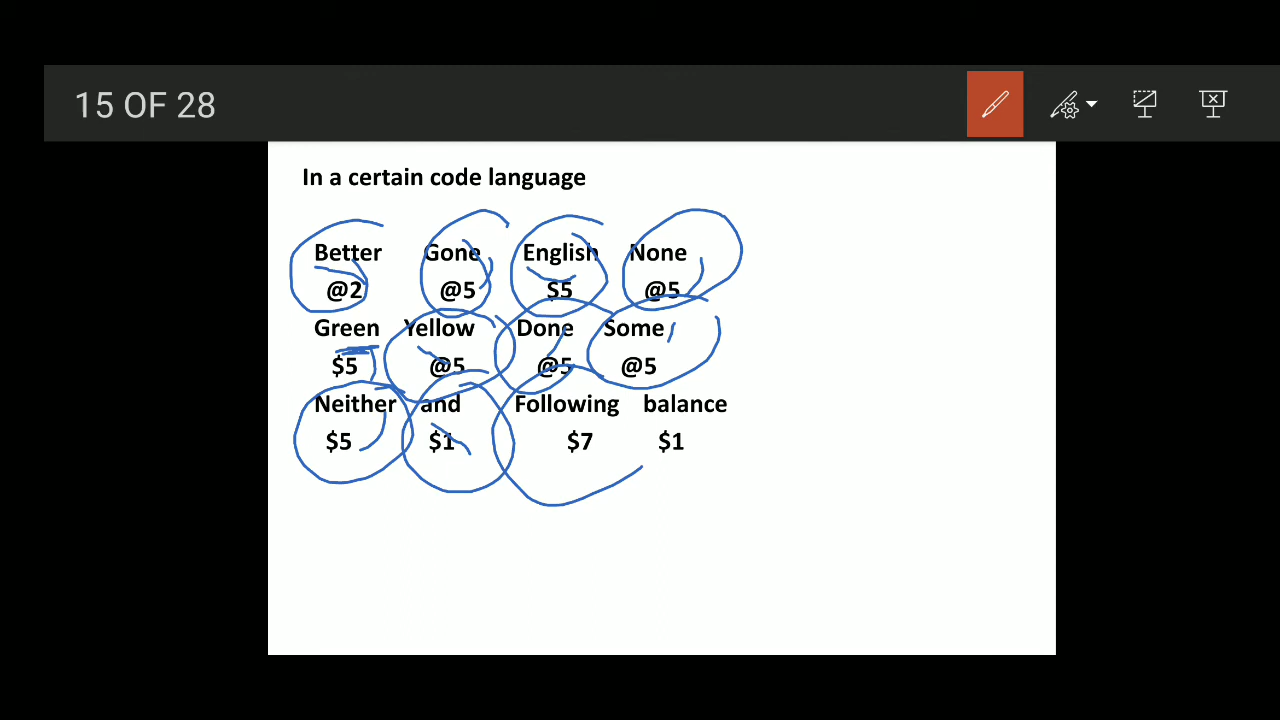 15 OF 28
In a certain code language
Better Gone English None
@2 @5 $5 @5
Green Yellow Done Some
$5 @5 @5 @5
Neither and Following balance
$5 $1 $7 $1